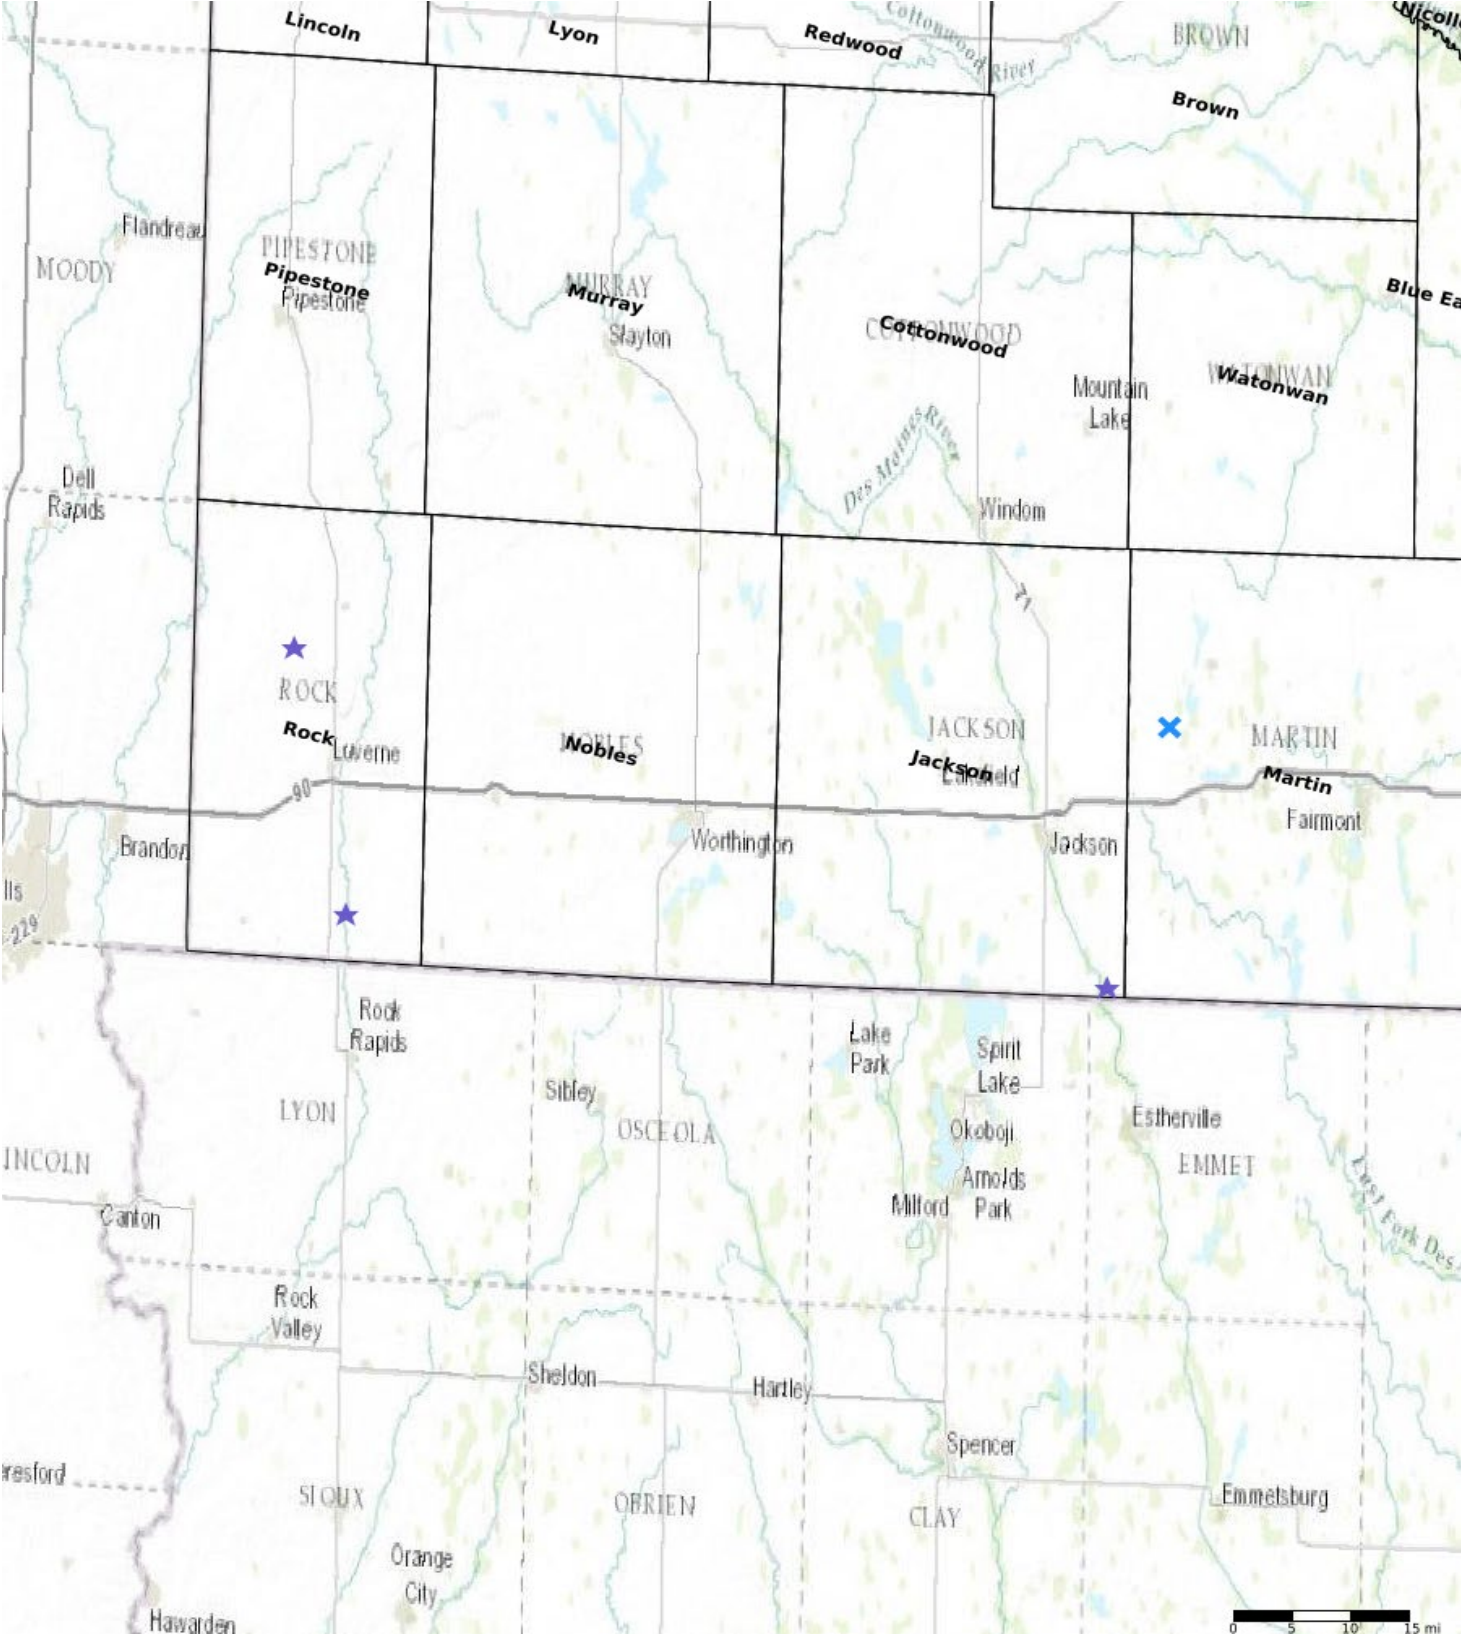 Lincoln
Lyon
Redwood
Cottonwood
River
BROWN
Brown
Nicoll
Flandreau
MOODY
PIPESTONE
Pipestone
Pipestone
MURRAY
Murray
Slayton
COTTONWOOD
Cottonwood
Mountain
Lake
WATONWAN
Watonwan
Blue Ea
Dell
Rapids
Des Moines River
Windom
71
ROCK
Rock
Luverne
NOBLES
Nobles
JACKSON
Jackson
Lakefield
MARTIN
Martin
Fairmont
90
Brandon
Worthington
Jackson
lls
229
Rock
Rapids
Lake
Park
Spirit
Lake
Sibley
LYON
OSCEOLA
Okoboji
Estherville
EMMET
INCOLN
Arnolds
Park
Milford
Canton
East Fork Des
Rock
Valley
Sheldon
Hartley
Spencer
eresford
SIOUX
OBRIEN
CLAY
Emmetsburg
Orange
City
Hawarden
0 5 10 15 mi